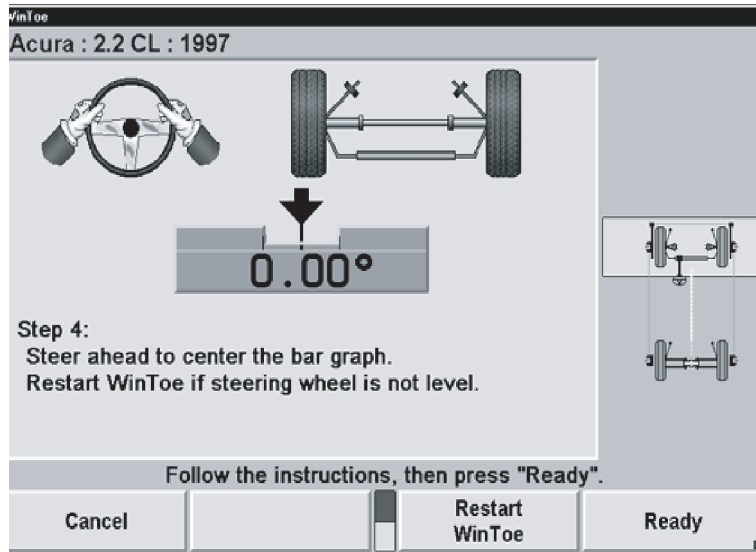 WinToe
Acura : 2.2 CL : 1997
0.00°
Step 4:
Steer ahead to center the bar graph.
Restart WinToe if steering wheel is not level.
Follow the instructions, then press "Ready".
Cancel
Restart
WinToe
Ready